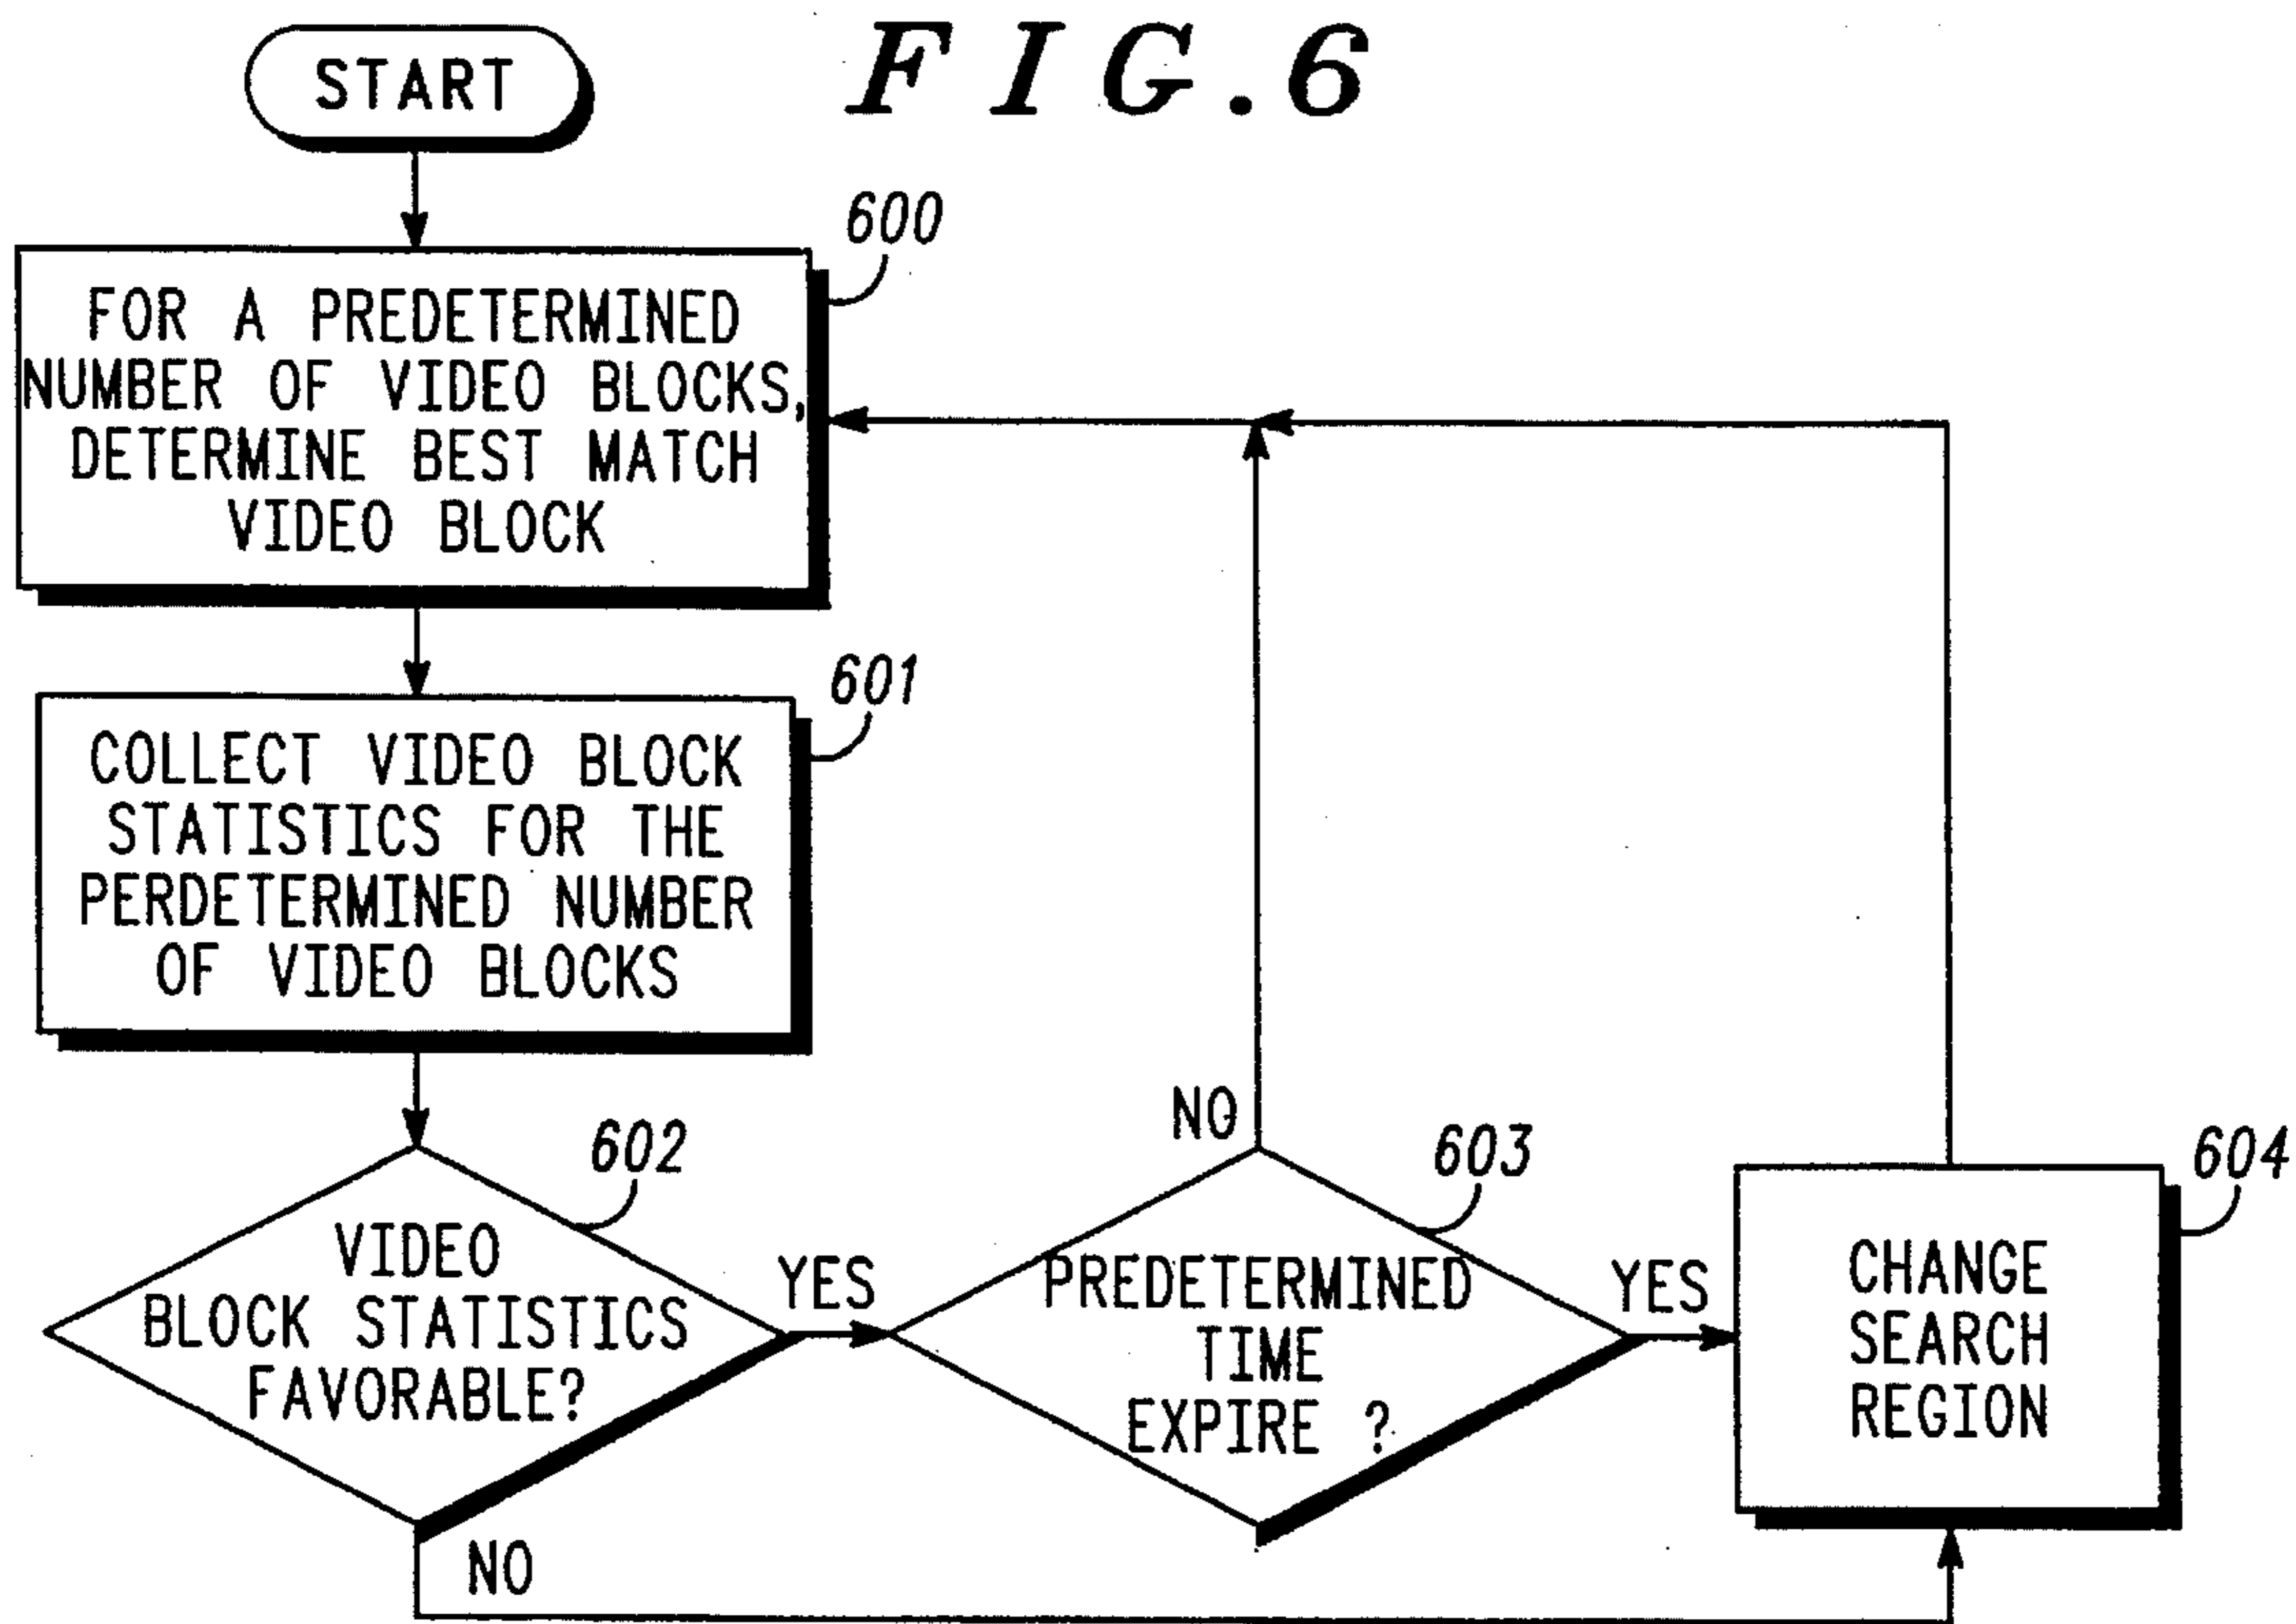 START
FIG.6
600
FOR A PREDETERMINED
NUMBER OF VIDEO BLOCKS,
DETERMINE BEST MATCH
VIDEO BLOCK
601
COLLECT VIDEO BLOCK
STATISTICS FOR THE
PERDETERMINED NUMBER
OF VIDEO BLOCKS
602
VIDEO
BLOCK STATISTICS
FAVORABLE?
YES
NO
NO
603
PREDETERMINED
TIME
EXPIRE ?
YES
604
CHANGE
SEARCH
REGION